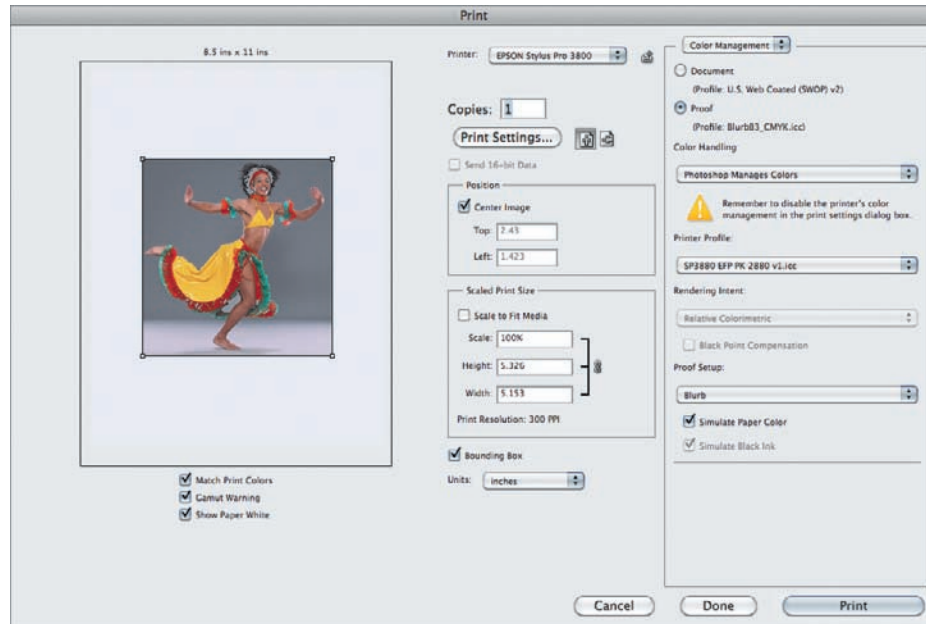 Print
8.5 ins x 11 ins
Match Print Colors
Gamut Warning
Show Paper White
Printer: EPSON Stylus Pro 3800
Copies: 1
Print Settings...
Send 16-bit Data
Position
Center Image
Top: 2.43
Left: 1.423
Scaled Print Size
Scale to Fit Media
Scale: 100%
Height: 5.326
Width: 5.153
Print Resolution: 300 PPI
Bounding Box
Units: inches
Color Management
Document
(Profile: U.S. Web Coated (SWOP) v2)
Proof
(Profile: Blurb83_CMYK.icc)
Color Handling
Photoshop Manages Colors
Remember to disable the printer's color
management in the print settings dialog box.
Printer Profile:
SP3880 EFP PK 2880 v1.icc
Rendering Intent:
Relative Colorimetric
Black Point Compensation
Proof Setup:
Blurb
Simulate Paper Color
Simulate Black Ink
Cancel
Done
Print